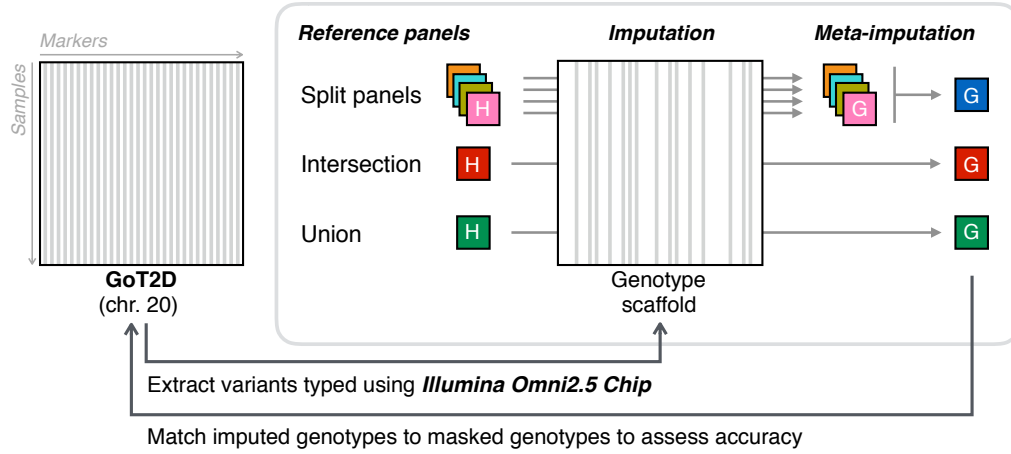 Reference panels
Imputation
Meta-imputation
Markers
Samples
Split panels
H
G
G
Intersection
H
G
Union
H
G
GoT2D
(chr. 20)
Genotype
scaffold
Extract variants typed using Illumina Omni2.5 Chip
Match imputed genotypes to masked genotypes to assess accuracy